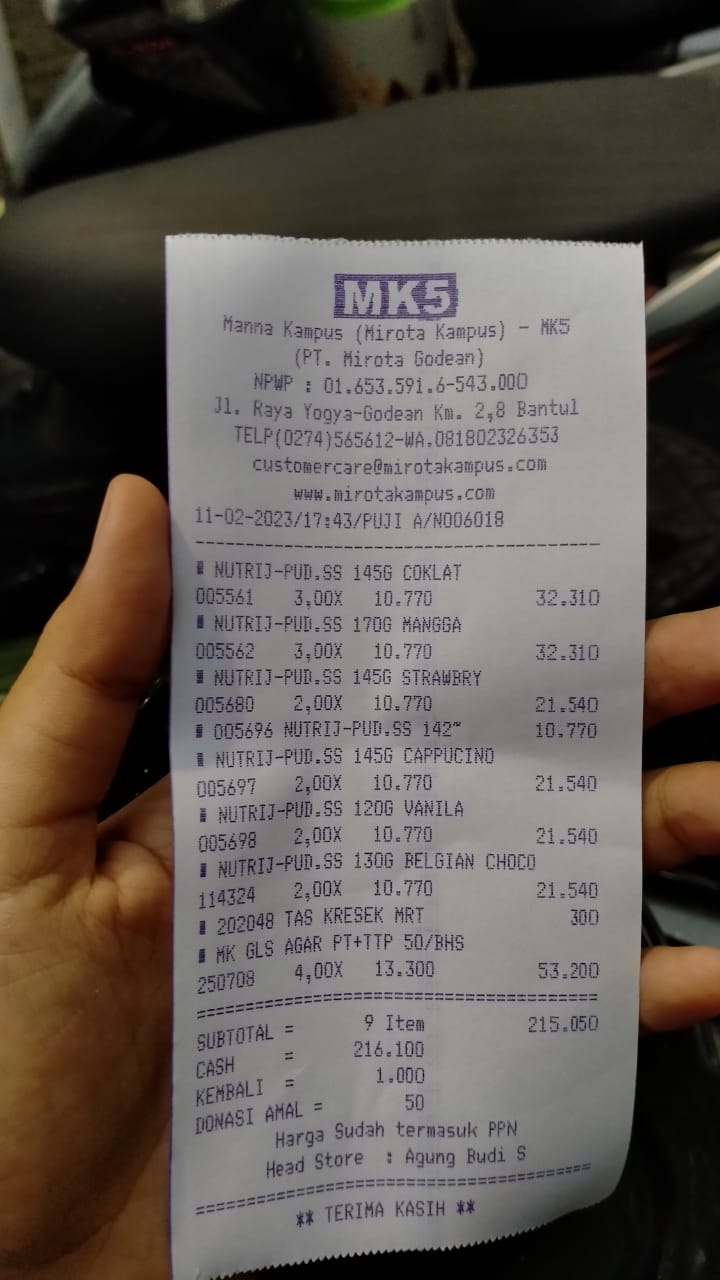 MK5
Manna Kampus (Mirota Kampus) - MK5
(PT. Mirota Godean)
NPWP : 01.653.591.6-543.000
Jl. Raya Yogya-Godean Km. 2,8 Bantul
TELP(0274)565612-WA.081802326353
customercare@mirotakampus.com
www.mirotakampus.com
11-02-2023/17:43/PUJI A/N006018
NUTRIJ-PUD.SS 145G COKLAT
005561 3,00X 10.770 32.310
NUTRIJ-PUD.SS 170G MANGGA
005562 3,00X 10.770 32.310
NUTRIJ-PUD.SS 145G STRAWBRY
005680 2,00X 10.770 21.540
005696 NUTRIJ-PUD.SS 142~ 10.770
NUTRIJ-PUD.SS 145G CAPPUCINO
005697 2,00X 10.770 21.540
NUTRIJ-PUD.SS 120G VANILA
005698 2,00X 10.770 21.540
NUTRIJ-PUD.SS 130G BELGIAN CHOCO
114324 2,00X 10.770 21.540
202048 TAS KRESEK MRT 300
MK GLS AGAR PT+TTP 50/BHS
250708 4,00X 13.300 53.200
SUBTOTAL = 9 Item 215.050
CASH = 216.100
KEMBALI = 1.000
DONASI AMAL = 50
Harga Sudah termasuk PPN
Head Store : Agung Budi S
** TERIMA KASIH **